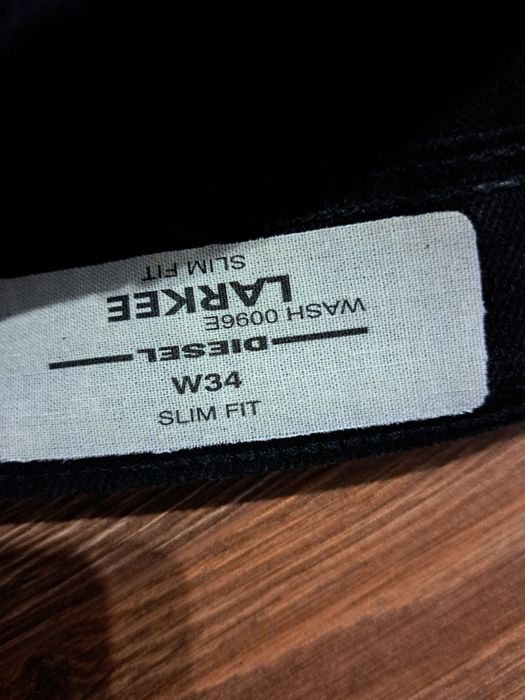 SLIM FIT
LARKEE
WASH 0096E
DIESEL
W34
SLIM FIT